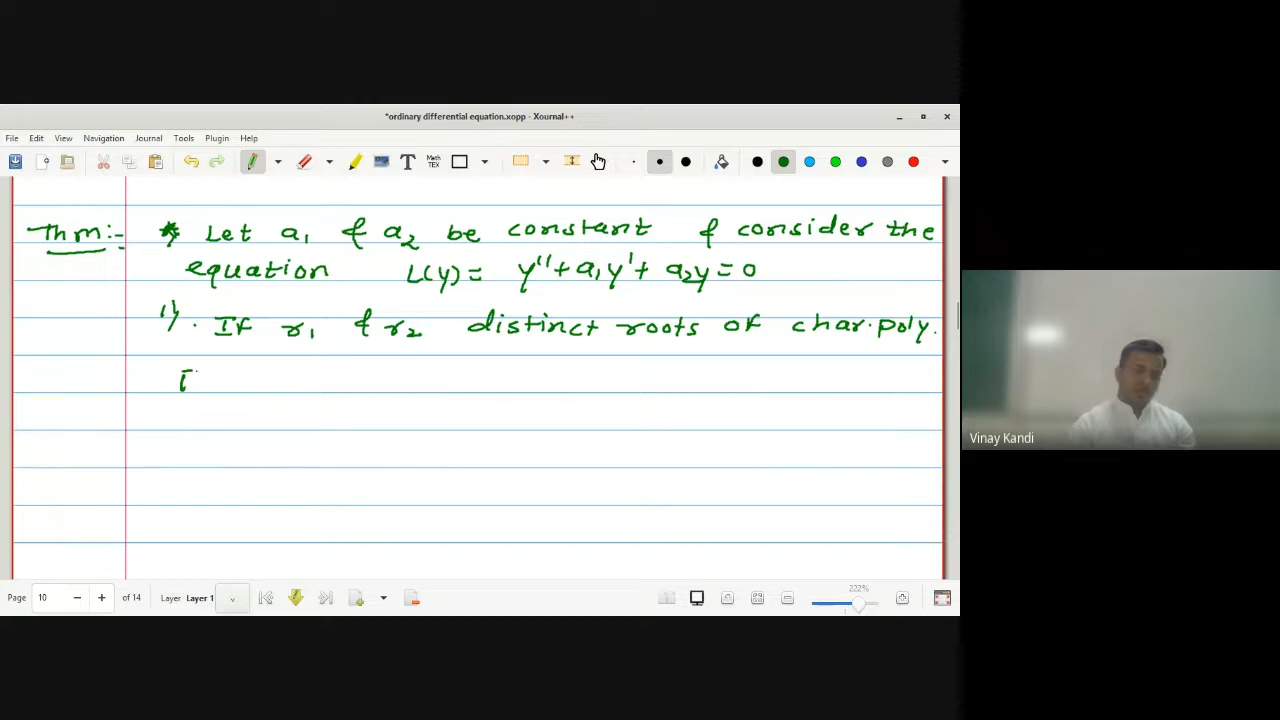 *ordinary differential equation.xopp - Xournal++
File Edit View Navigation Journal Tools Plugin Help
Thm:- * Let a₁ & a₂ be constant & consider the
equation L(y) = y'' + a₁y' + a₂y = 0
1). If r₁ & r₂ distinct roots of char. poly.
[
Vinay Kandi
Page 10 of 14 Layer Layer 1 222%